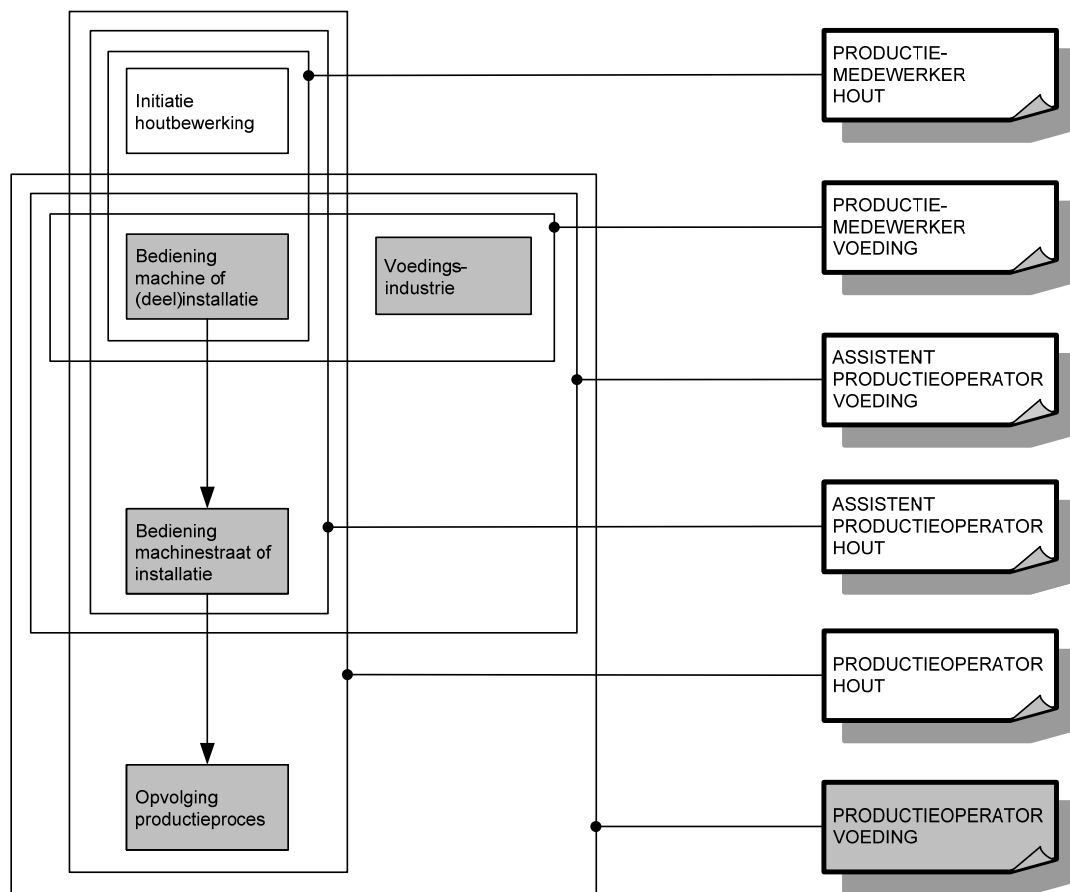 Initiatie
houtbewerking
Bediening
machine of
(deel)installatie
Voedings-
industrie
Bediening
machinestraat of
installatie
Opvolging
productieproces
PRODUCTIE-
MEDEWERKER
HOUT
PRODUCTIE-
MEDEWERKER
VOEDING
ASSISTENT
PRODUCTIEOPERATOR
VOEDING
ASSISTENT
PRODUCTIEOPERATOR
HOUT
PRODUCTIEOPERATOR
HOUT
PRODUCTIEOPERATOR
VOEDING